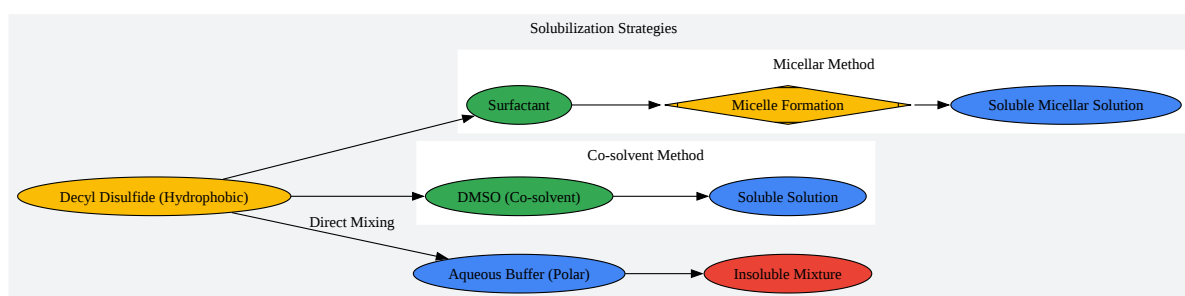 Solubilization Strategies
Micellar Method
Surfactant
Micelle Formation
Soluble Micellar Solution
Co-solvent Method
Decyl Disulfide (Hydrophobic)
DMSO (Co-solvent)
Soluble Solution
Direct Mixing
Aqueous Buffer (Polar)
Insoluble Mixture